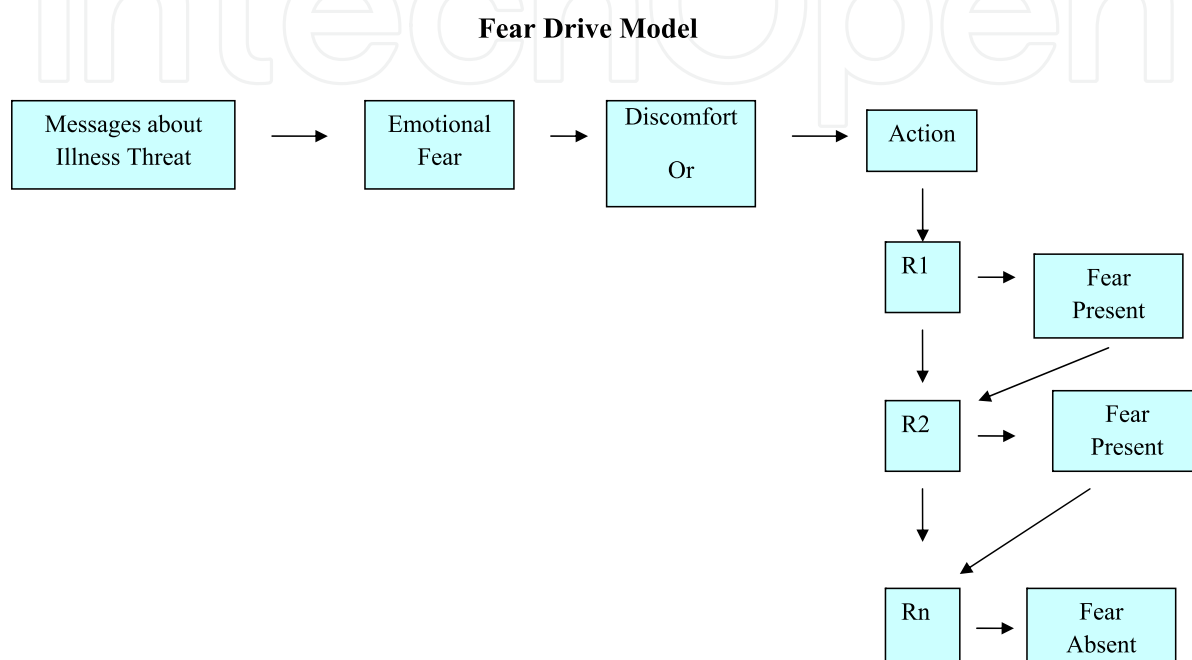 IntechOpen
Fear Drive Model
Messages about
Illness Threat
Emotional
Fear
Discomfort
Or
Action
R1
Fear
Present
R2
Fear
Present
Rn
Fear
Absent